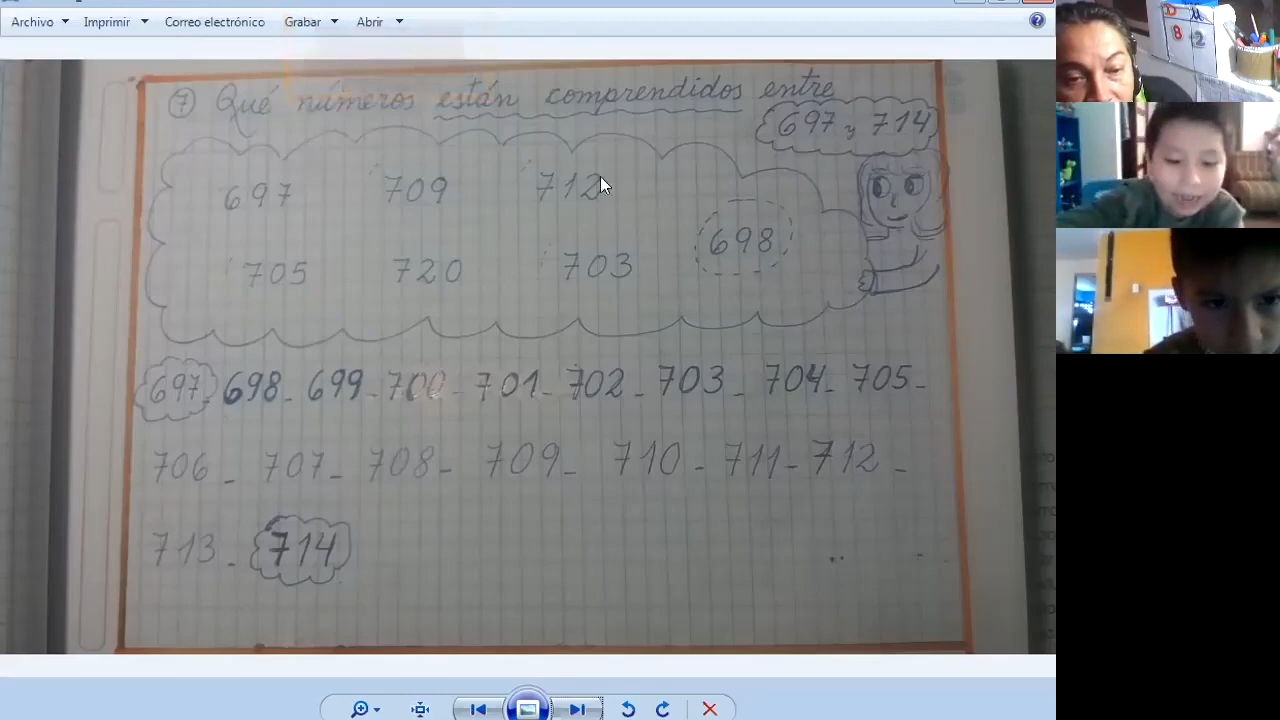 Archivo Imprimir Correo electrónico Grabar Abrir
7 Qué números están comprendidos entre
697 y 714
697 709 712
698
705 720 703
697 698 - 699 - 700 - 701 - 702 - 703 - 704 - 705 -
706 - 707 - 708 - 709 - 710 - 711 - 712 -
713 - 714
D U
8 2